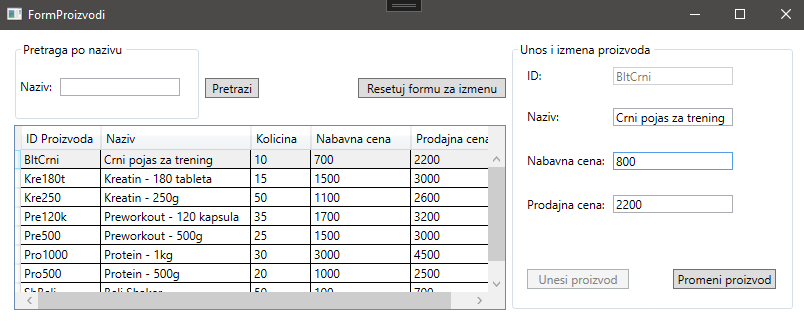 FormProizvodi
Pretraga po nazivu
Naziv:
Pretrazi
Resetuj formu za izmenu
ID Proizvoda Naziv Kolicina Nabavna cena Prodajna cena
BltCrni Crni pojas za trening 10 700 2200
Kre180t Kreatin - 180 tableta 15 1500 3000
Kre250 Kreatin - 250g 50 1100 2600
Pre120k Preworkout - 120 kapsula 35 1700 3200
Pre500 Preworkout - 500g 25 1500 3000
Pro1000 Protein - 1kg 30 3000 4500
Pro500 Protein - 500g 20 1000 2500
ShBeli Beli Shaker 50 100 700
Unos i izmena proizvoda
ID: BltCrni
Naziv: Crni pojas za trening
Nabavna cena: 800
Prodajna cena: 2200
Unesi proizvod
Promeni proizvod